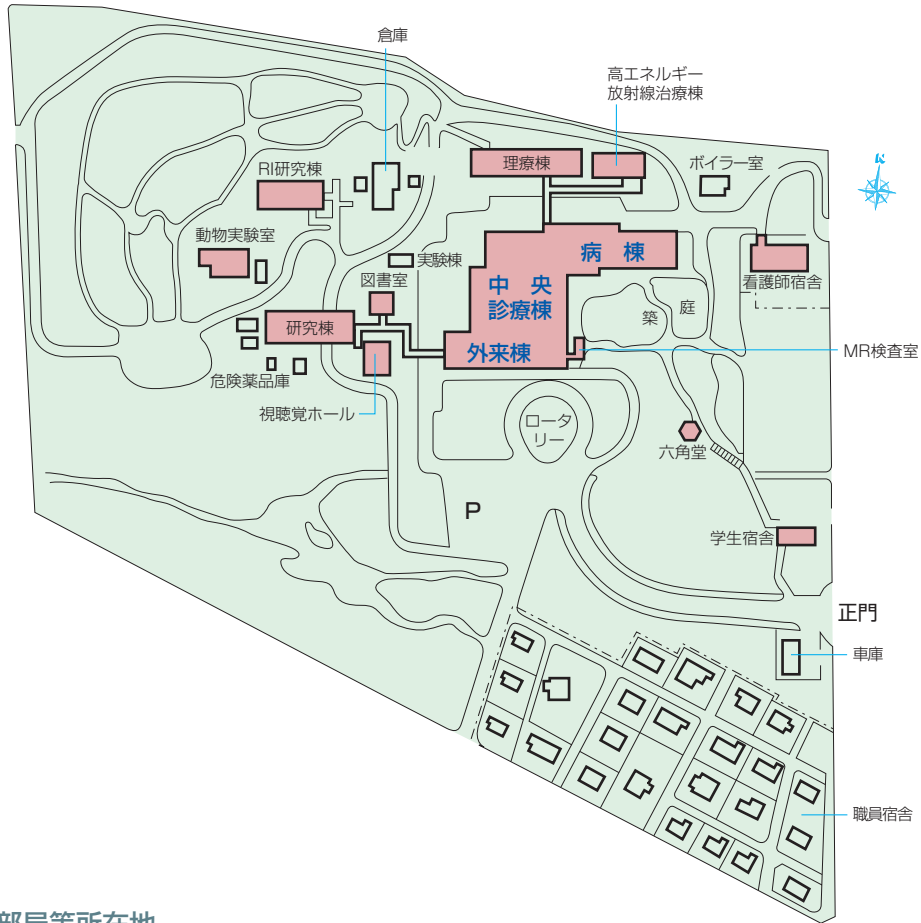 倉庫
高エネルギー
放射線治療棟
理療棟
ボイラー室
RI研究棟
動物実験室
実験棟
図書室
病 棟
中 央
診療棟
看護師宿舎
築
庭
研究棟
外来棟
MR検査室
危険薬品庫
視聴覚ホール
ロータ
リー
六角堂
P
学生宿舎
正門
車庫
職員宿舎